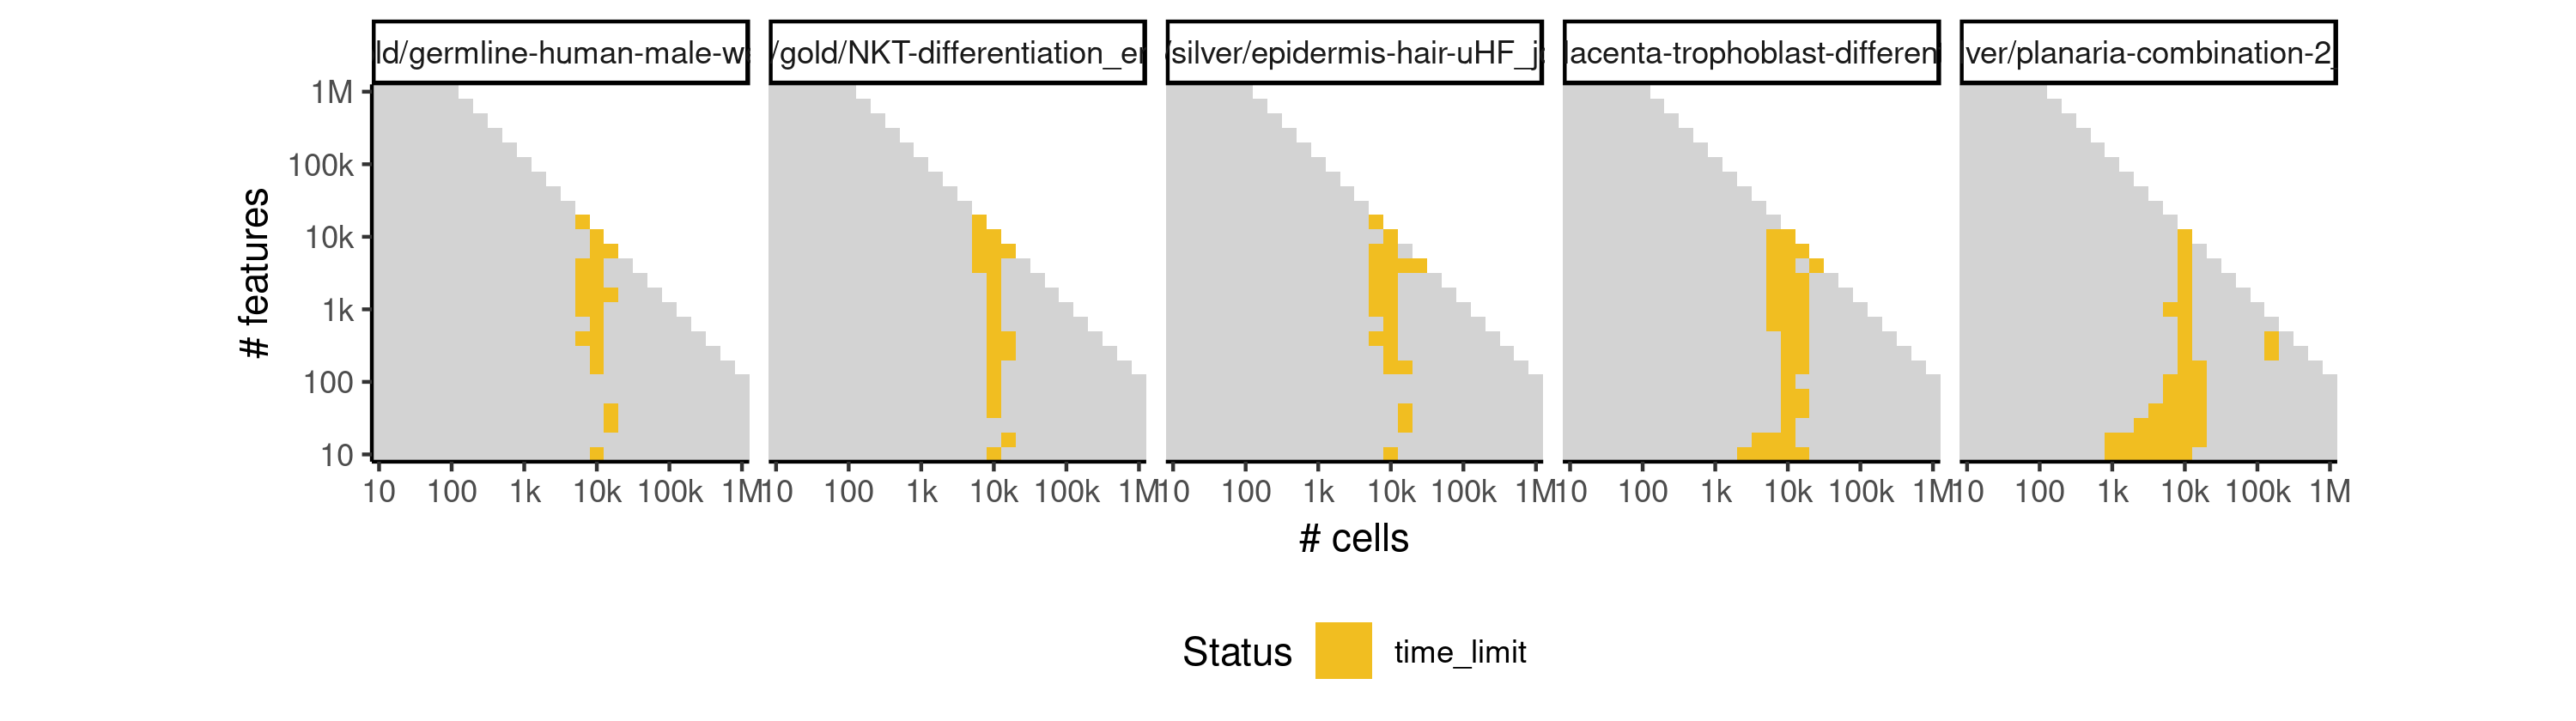 ld/germline-human-male-w
/gold/NKT-differentiation_e
/silver/epidermis-hair-uHF_j
lacenta-trophoblast-differen
ver/planaria-combination-2
1M
100k
10k
1k
100
10
# features
10 100 1k 10k 100k 1M
10 100 1k 10k 100k 1M
10 100 1k 10k 100k 1M
10 100 1k 10k 100k 1M
10 100 1k 10k 100k 1M
# cells
Status
time_limit